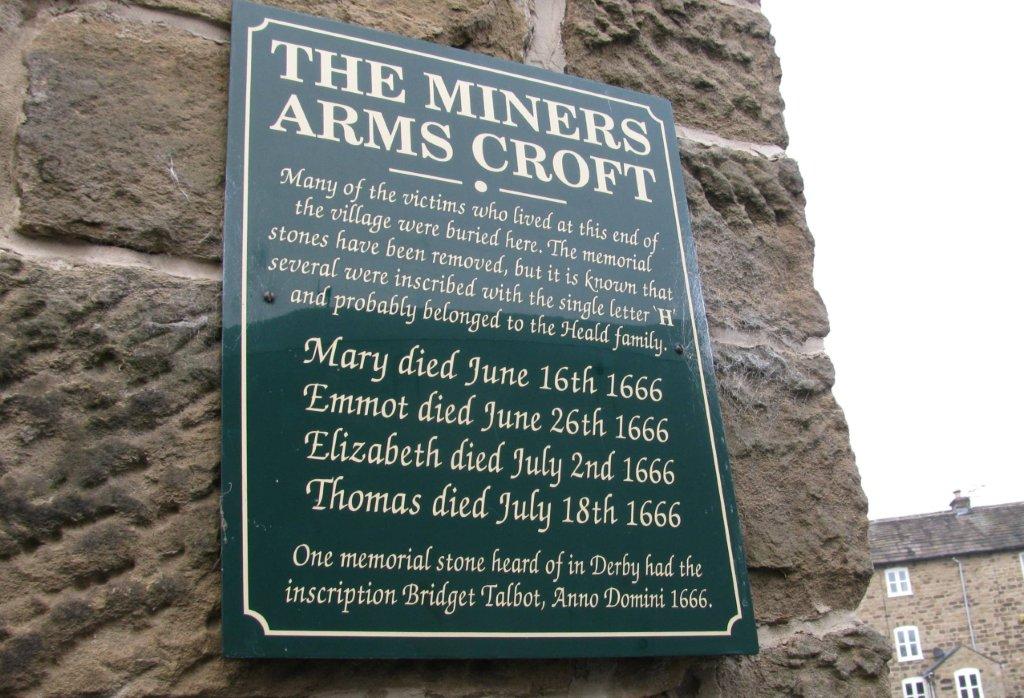 THE MINERS
ARMS CROFT
Many of the victims who lived at this end of
the village were buried here. The memorial
stones have been removed, but it is known that
several were inscribed with the single letter 'H'
and probably belonged to the Heald family.
Mary died June 16th 1666
Emmot died June 26th 1666
Elizabeth died July 2nd 1666
Thomas died July 18th 1666
One memorial stone heard of in Derby had the
inscription Bridget Talbot, Anno Domini 1666.